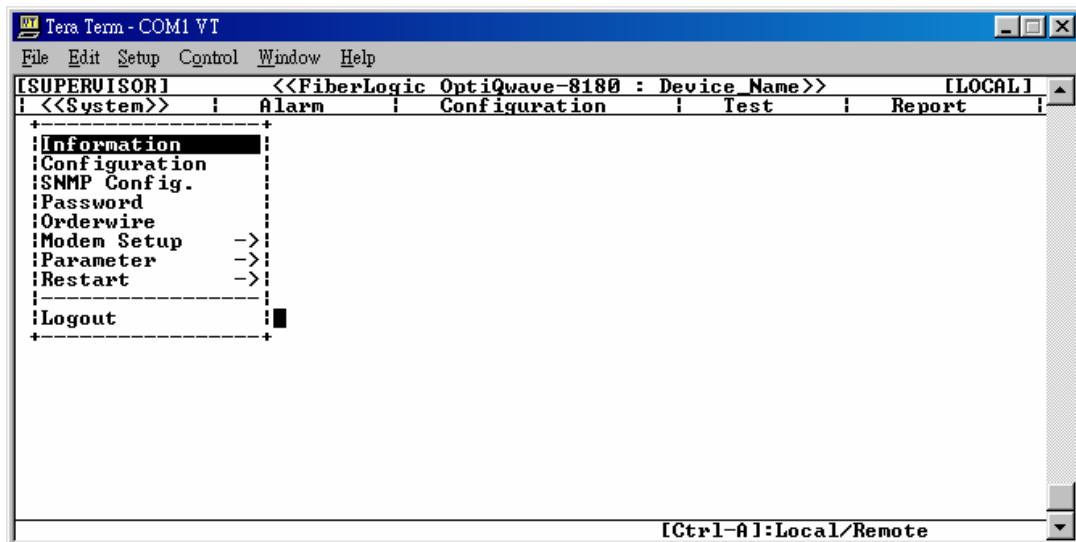 Tera Term - COM1 VT
File Edit Setup Control Window Help
[SUPERVISOR] <<FiberLogic OptiQwave-8180 : Device_Name>> [LOCAL]
| <<System>> | Alarm | Configuration | Test | Report |
+------------------+
|Information |
|Configuration |
|SNMP Config. |
|Password |
|Orderwire |
|Modem Setup ->|
|Parameter ->|
|Restart ->|
|------------------|
|Logout |
+------------------+
[Ctrl-A]:Local/Remote